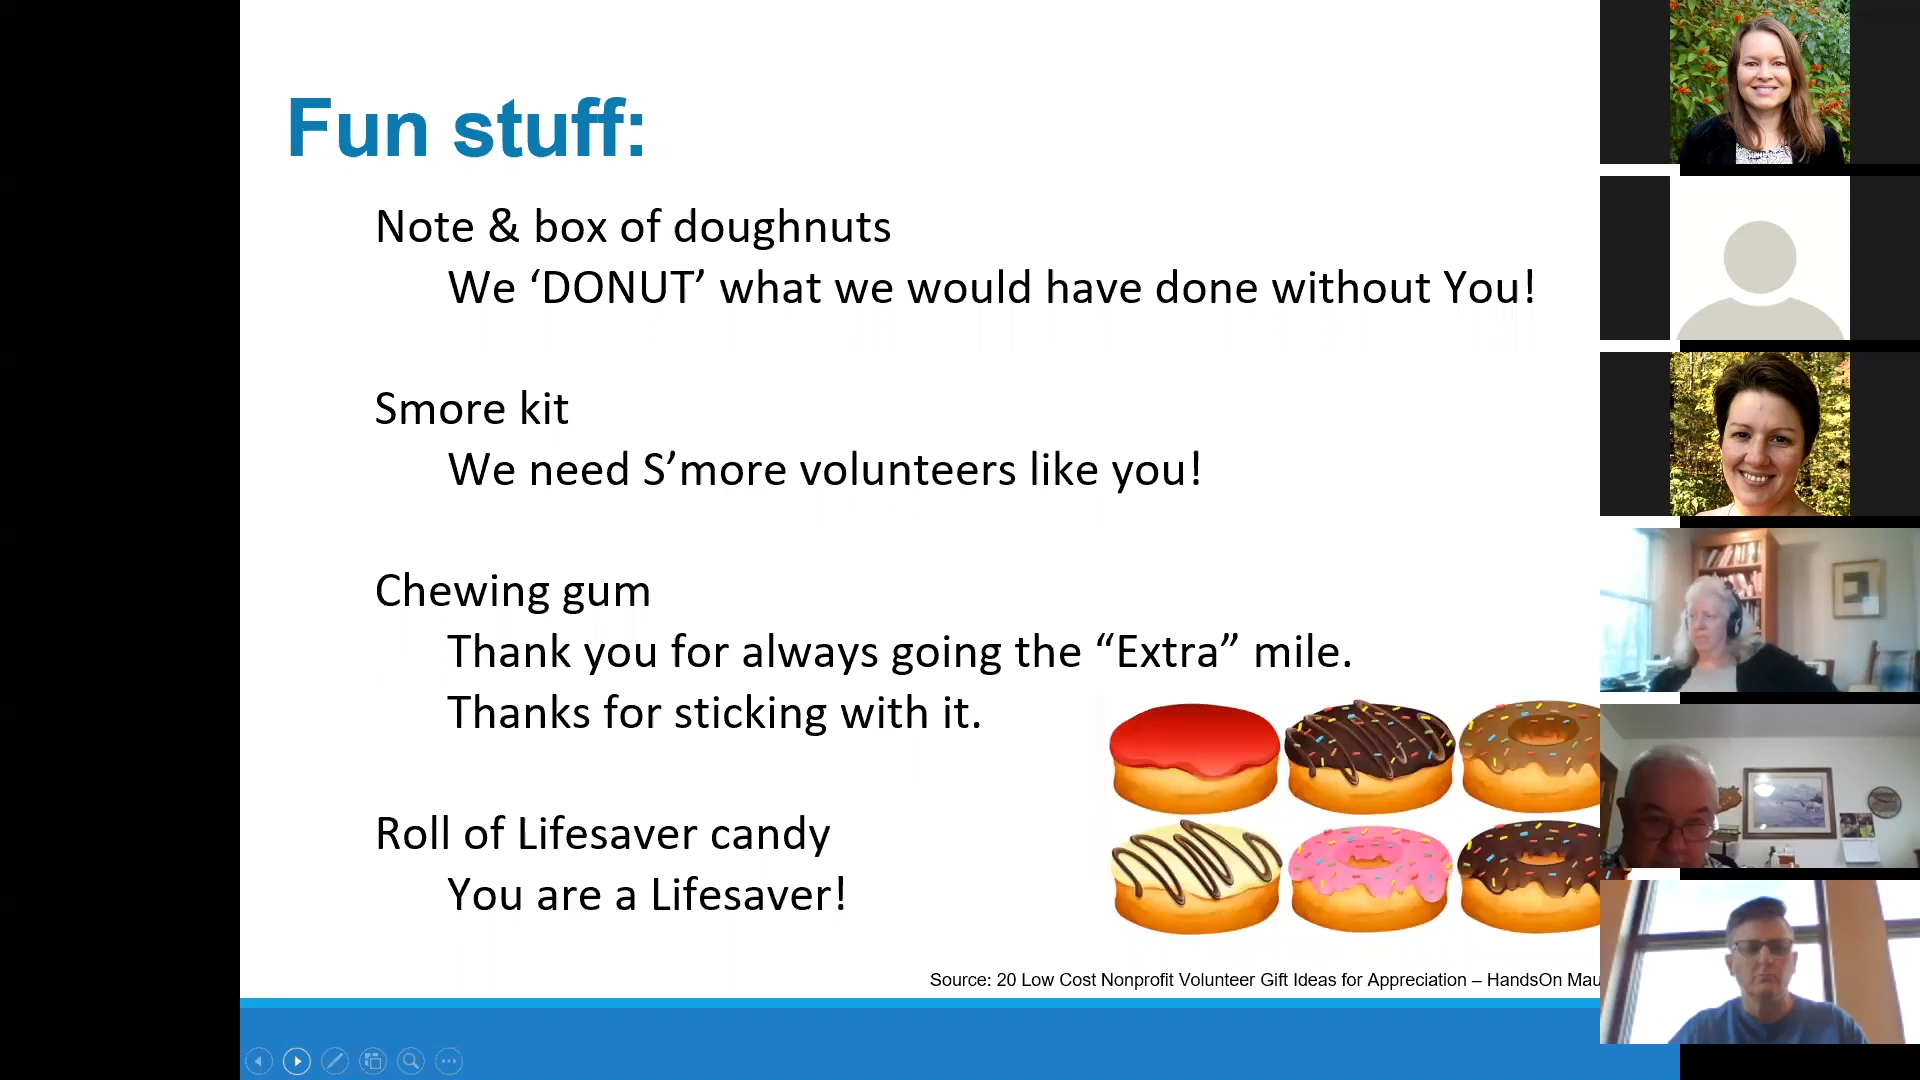 Fun stuff:
Note & box of doughnuts
We ‘DONUT’ what we would have done without You!
Smore kit
We need S’more volunteers like you!
Chewing gum
Thank you for always going the “Extra” mile.
Thanks for sticking with it.
Roll of Lifesaver candy
You are a Lifesaver!
Source: 20 Low Cost Nonprofit Volunteer Gift Ideas for Appreciation – HandsOn